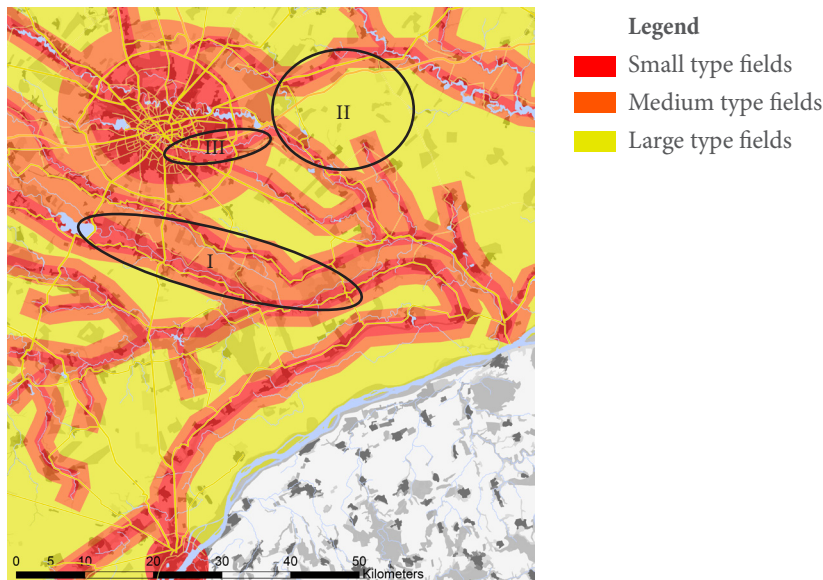 Legend
Small type fields
Medium type fields
Large type fields
II
III
I
0 5 10 20 30 40 50
Kilometers